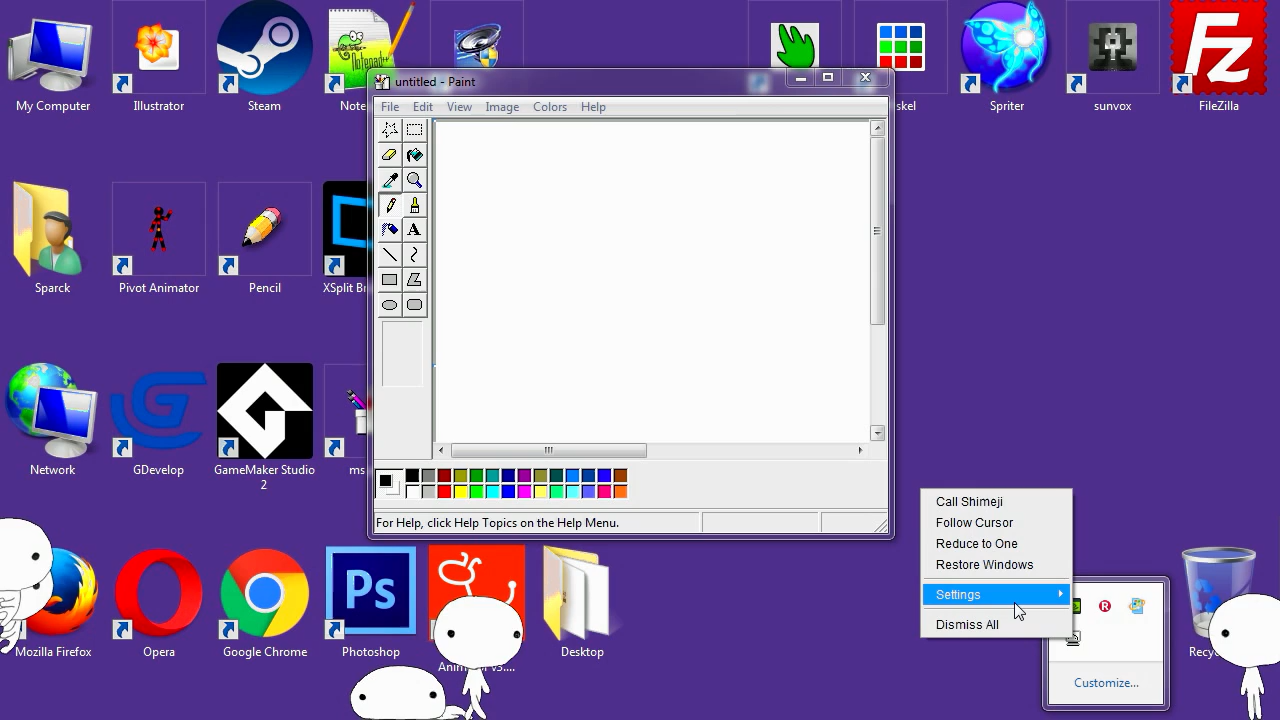 My Computer
Illustrator
Steam
Notepad++
Note
skel
Spriter
sunvox
Fz
FileZilla
untitled - Paint
File Edit View Image Colors Help
A
For Help, click Help Topics on the Help Menu.
Sparck
Pivot Animator
Pencil
XSplit Br
Network
GDevelop
GameMaker Studio
2
ms
Call Shimeji
Follow Cursor
Reduce to One
Restore Windows
Settings
Dismiss All
R
Customize...
Ps
Mozilla Firefox
Opera
Google Chrome
Photoshop
Desktop
Recy